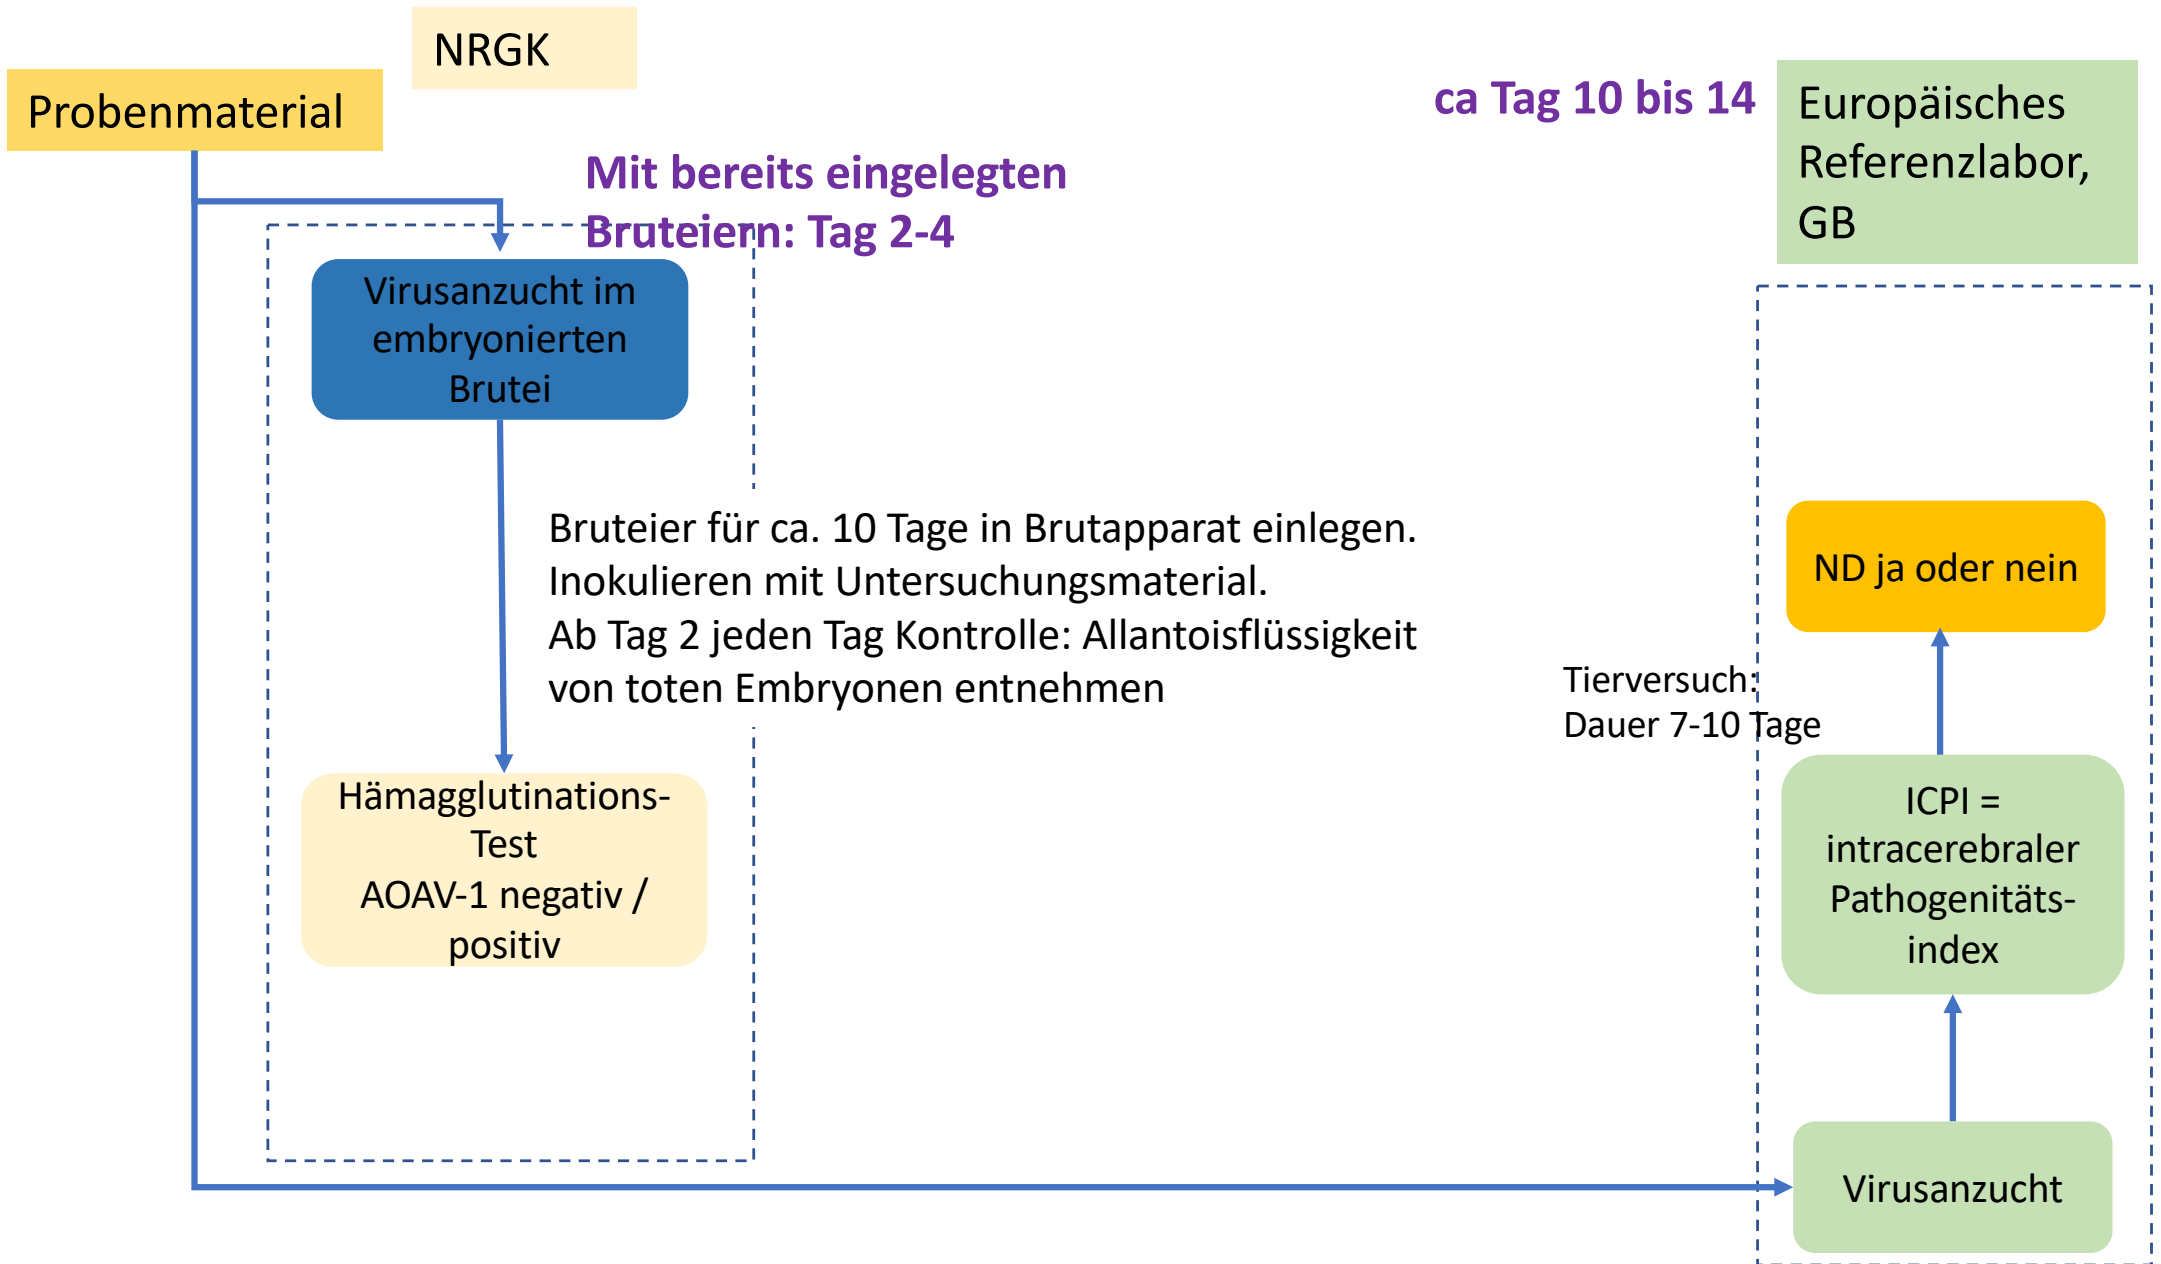 NRGK
Probenmaterial
Mit bereits eingelegten
Bruteiern: Tag 2-4
Virusanzucht im
embryonierten
Brutei
Bruteier für ca. 10 Tage in Brutapparat einlegen.
Inokulieren mit Untersuchungsmaterial.
Ab Tag 2 jeden Tag Kontrolle: Allantoisflüssigkeit
von toten Embryonen entnehmen
Hämagglutinations-
Test
AOAV-1 negativ /
positiv
ca Tag 10 bis 14
Europäisches
Referenzlabor,
GB
ND ja oder nein
Tierversuch:
Dauer 7-10 Tage
ICPI =
intracerebraler
Pathogenitäts-
index
Virusanzucht